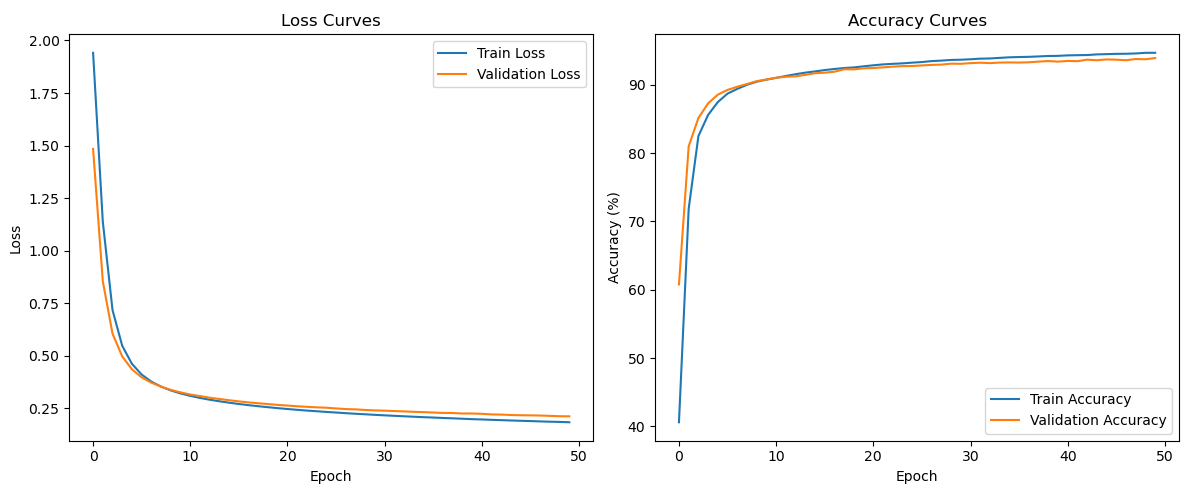 Loss Curves
2.00
1.75
1.50
1.25
1.00
0.75
0.50
0.25
Loss
0 10 20 30 40 50
Epoch
Train Loss
Validation Loss
Accuracy Curves
90
80
70
60
50
40
Accuracy (%)
0 10 20 30 40 50
Epoch
Train Accuracy
Validation Accuracy